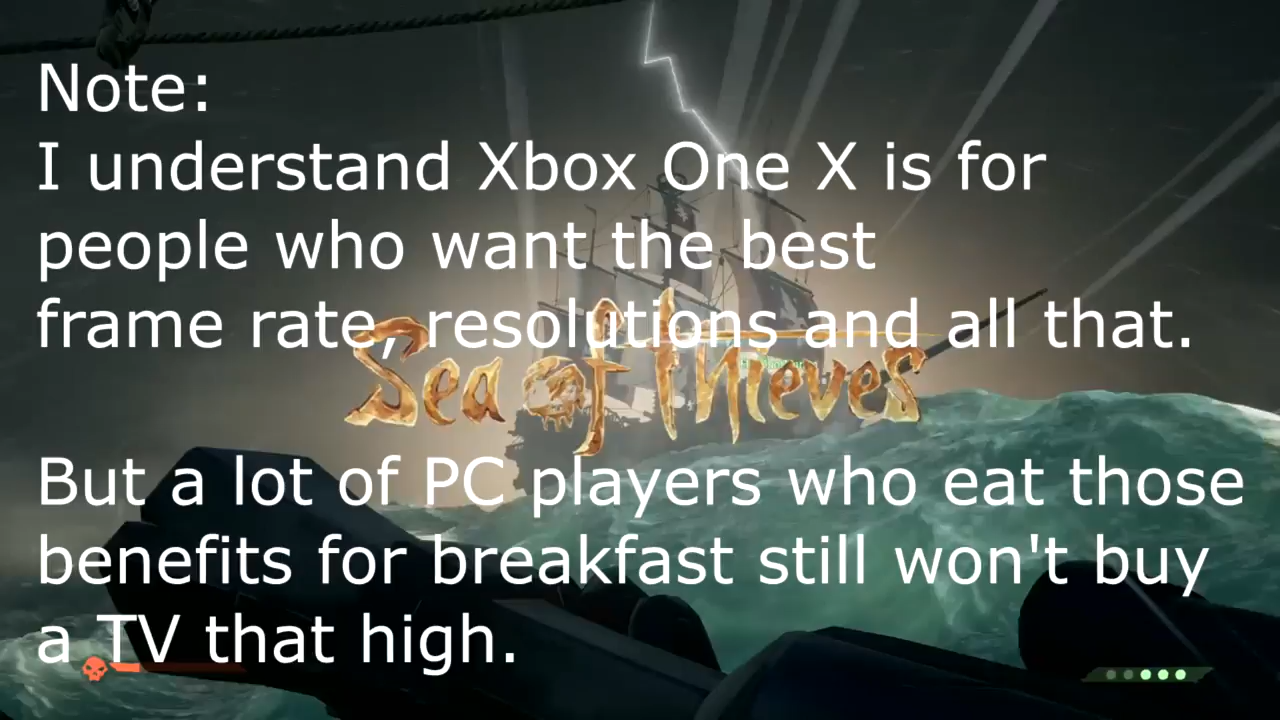 Note:
I understand Xbox One X is for
people who want the best
frame rate, resolutions and all that.
Sea of Thieves
But a lot of PC players who eat those
benefits for breakfast still won't buy
a TV that high.